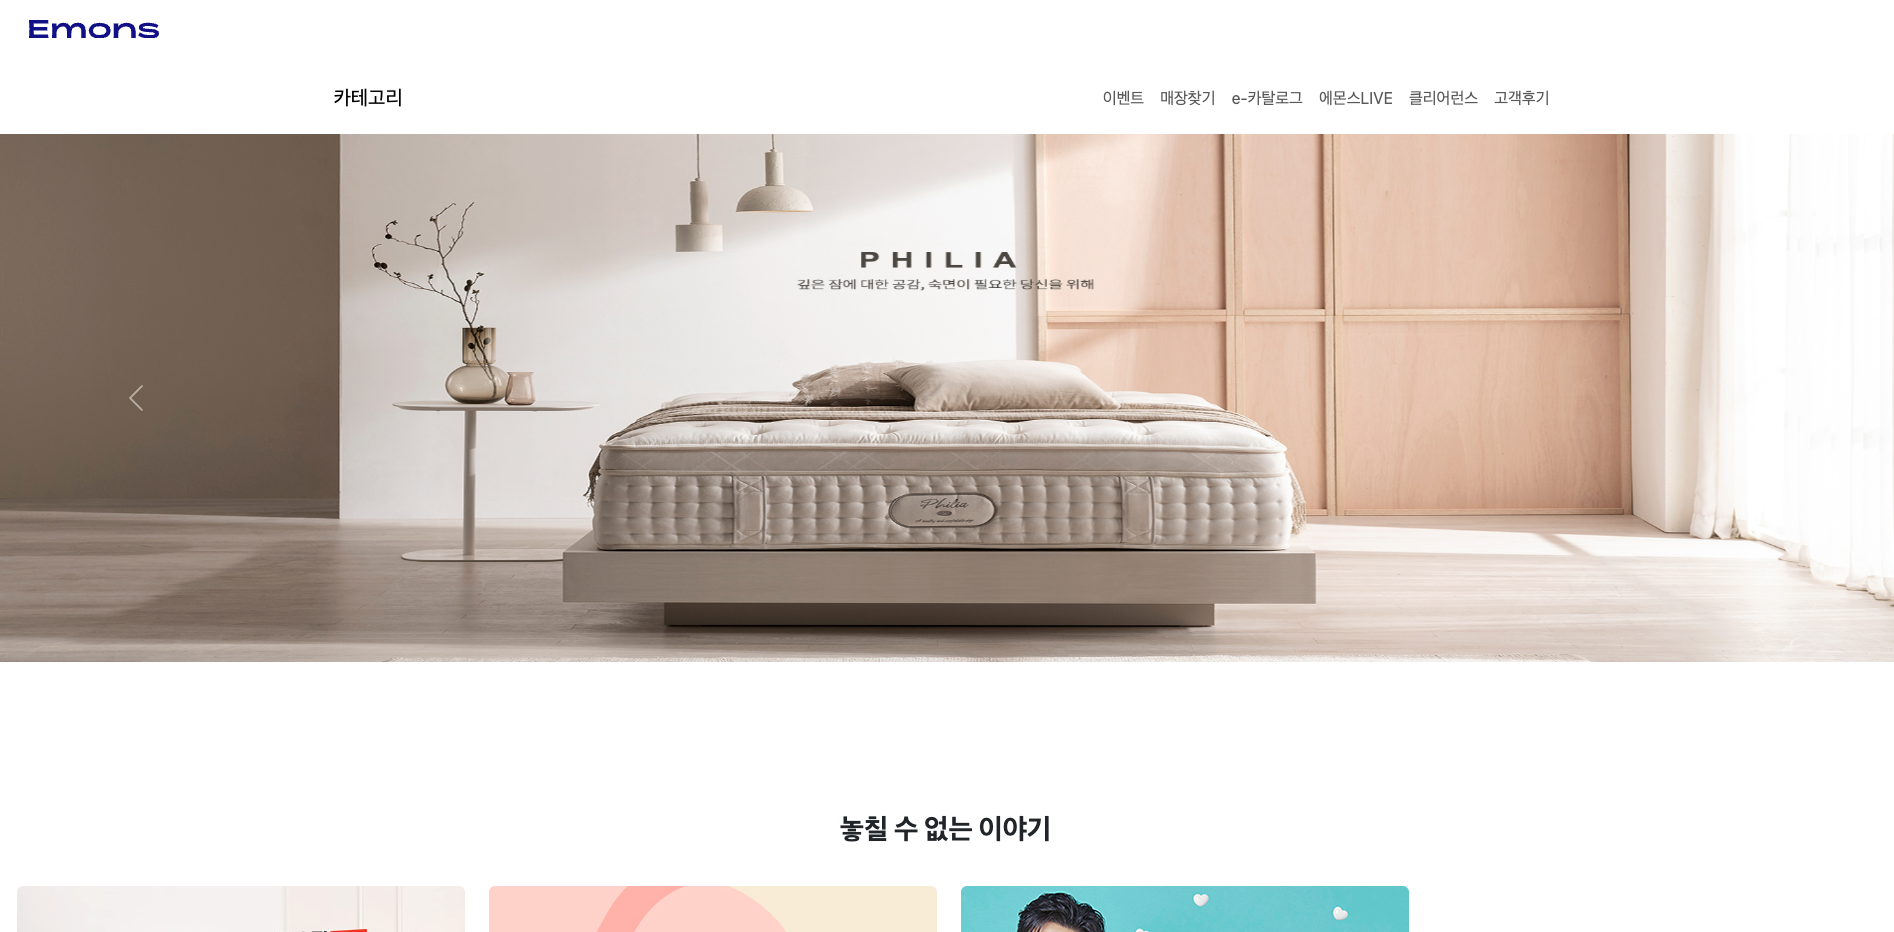 Emons
카테고리
이벤트 매장찾기 e-카탈로그 에몬스LIVE 클리어런스 고객후기
PHILIA
깊은 잠에 대한 공감, 숙면이 필요한 당신을 위해
Philia
놓칠 수 없는 이야기